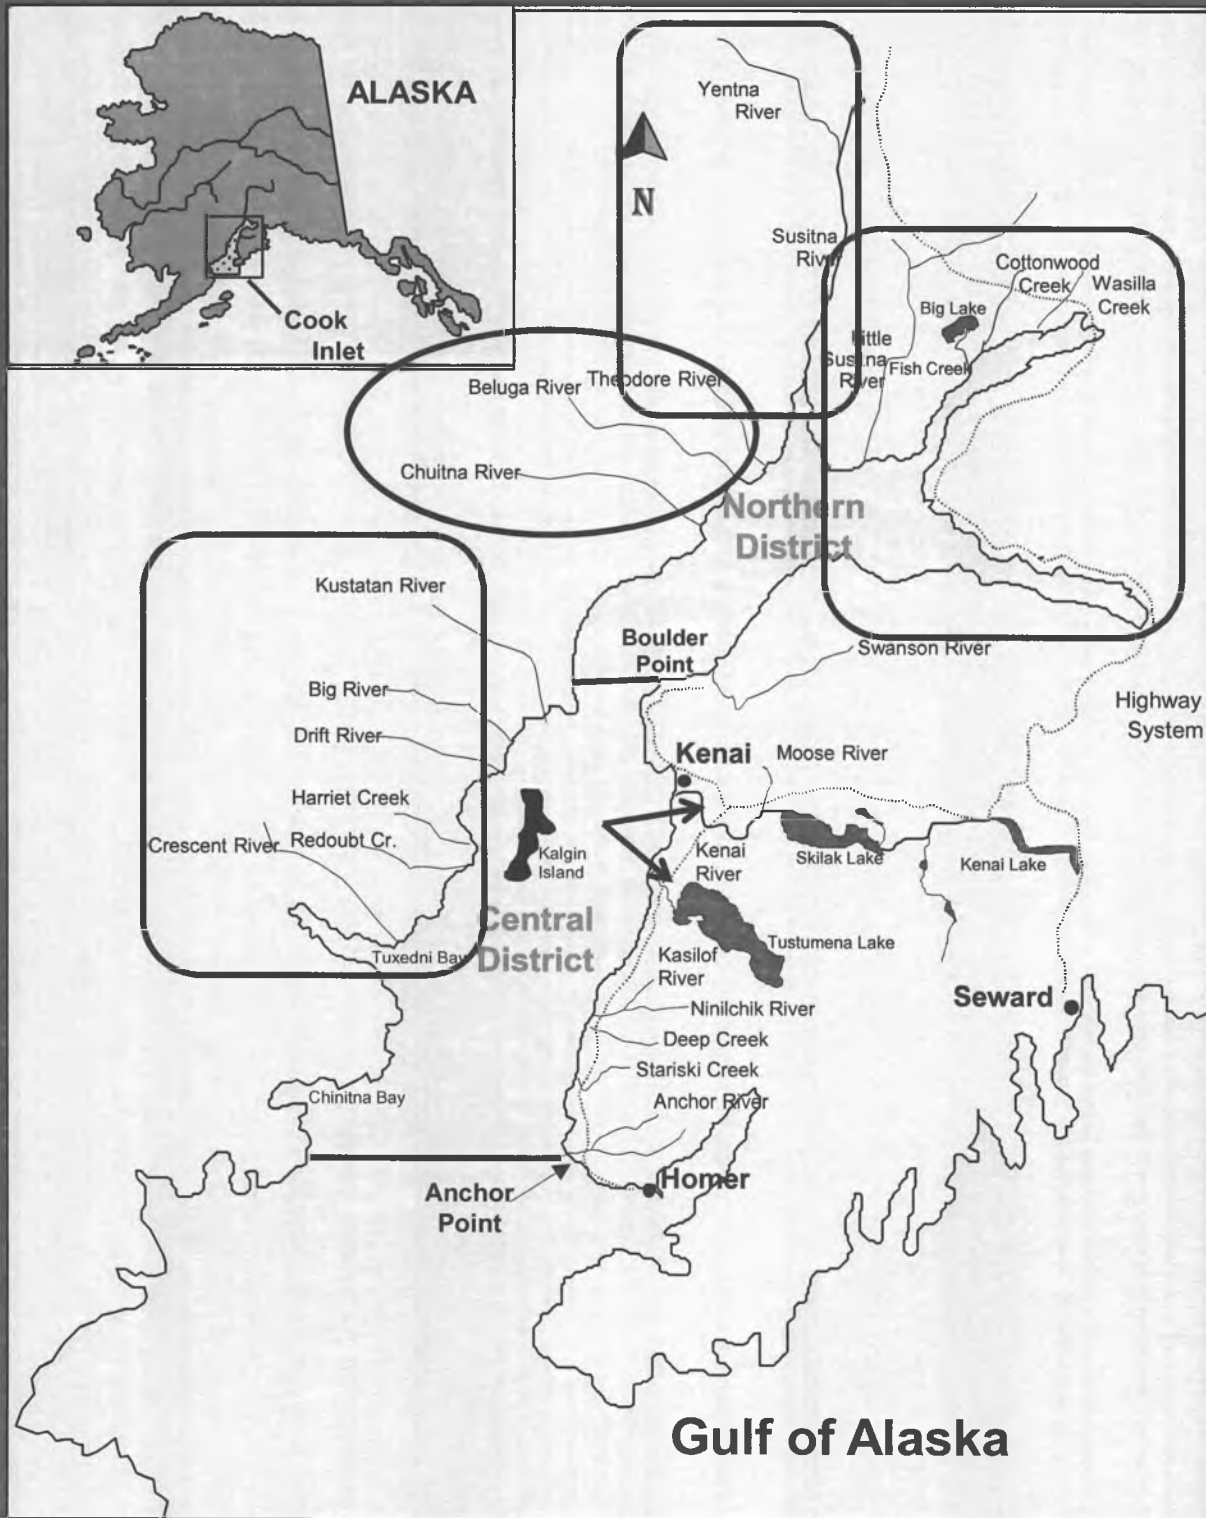 ALASKA
Cook
Inlet
Yentna
River
N
Susitna
River
Cottonwood
Creek
Wasilla
Creek
Big Lake
Little
Susitna
River
Fish Creek
Theodore River
Beluga River
Chuitna River
Northern
District
Kustatan River
Boulder
Point
Swanson River
Big River
Highway
System
Drift River
Kenai
Moose River
Harriet Creek
Crescent River
Redoubt Cr.
Kalgin
Island
Kenai
River
Skilak Lake
Kenai Lake
Central
District
Tuxedni Bay
Tustumena Lake
Kasilof
River
Seward
Ninilchik River
Deep Creek
Stariski Creek
Chinitna Bay
Anchor River
Anchor
Point
Homer
Gulf of Alaska